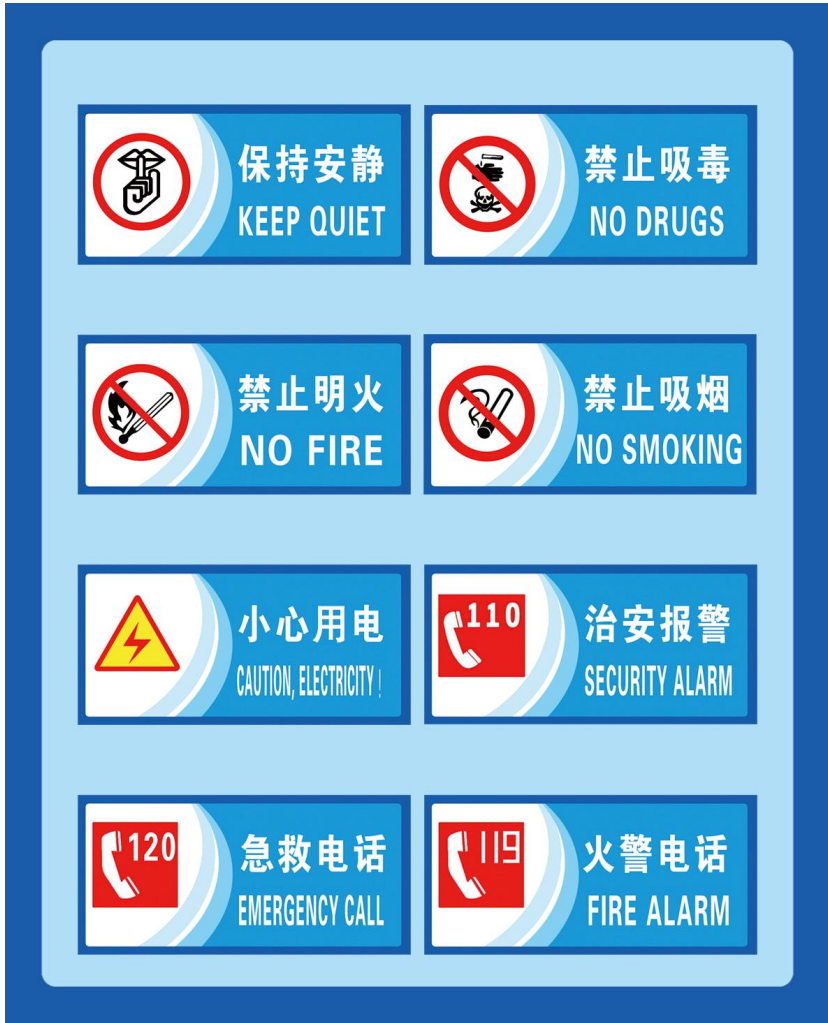 保持安静
KEEP QUIET
禁止吸毒
NO DRUGS
禁止明火
NO FIRE
禁止吸烟
NO SMOKING
小心用电
CAUTION, ELECTRICITY!
110
治安报警
SECURITY ALARM
120
急救电话
EMERGENCY CALL
119
火警电话
FIRE ALARM